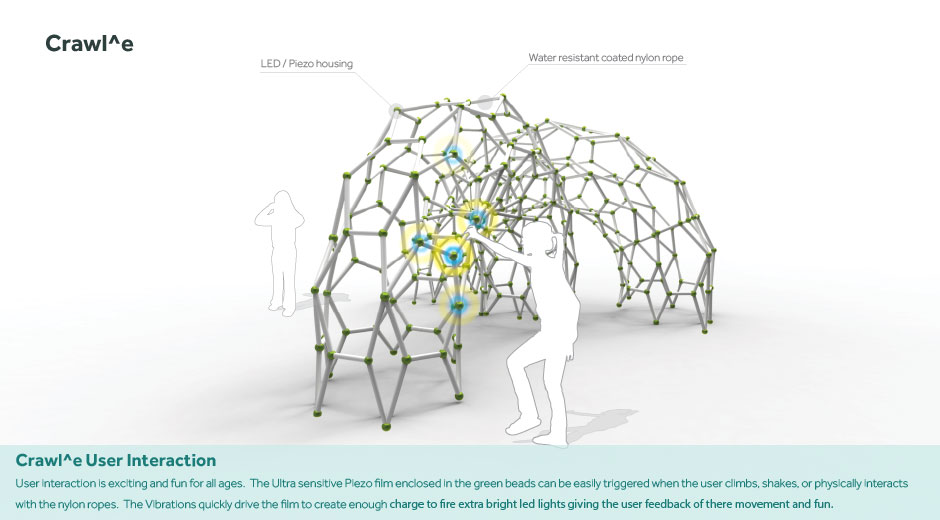 Crawl^e
LED / Piezo housing
Water resistant coated nylon rope
Crawl^e User Interaction
User interaction is exciting and fun for all ages. The Ultra sensitive Piezo film enclosed in the green beads can be easily triggered when the user climbs, shakes, or physically interacts
with the nylon ropes. The Vibrations quickly drive the film to create enough charge to fire extra bright led lights giving the user feedback of there movement and fun.